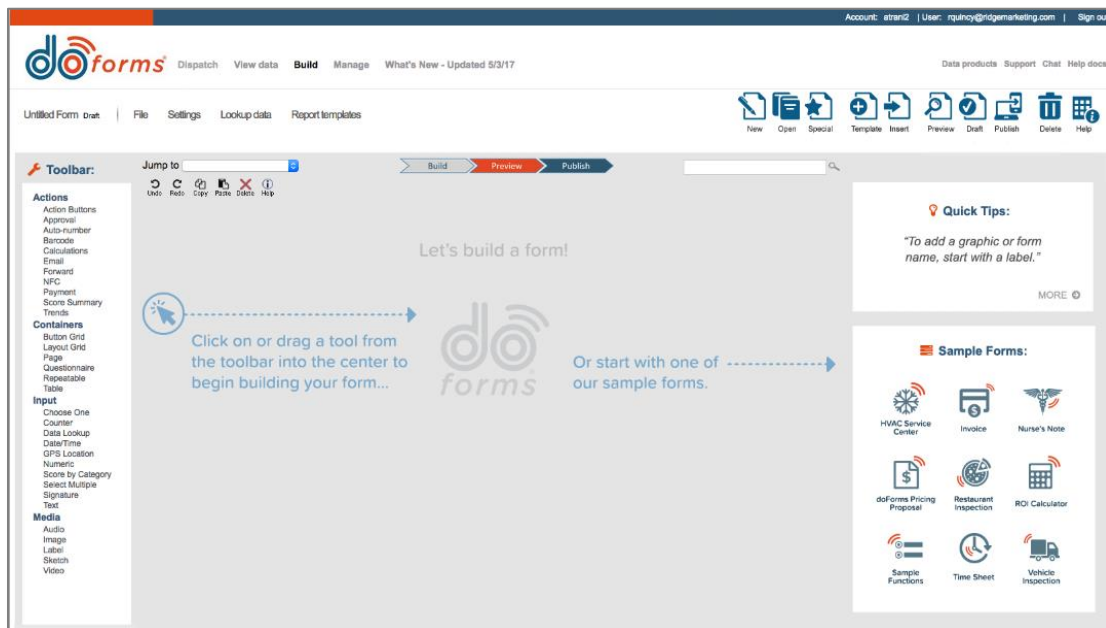 Account: atrani2 | User: rquincy@ridgemarketing.com | Sign ou
doforms Dispatch View data Build Manage What's New - Updated 5/3/17 Data products Support Chat Help docs
Untitled Form Draft | File Settings Lookup data Report templates
New Open Special Template Insert Preview Draft Publish Delete Help
Toolbar:
Jump to Build Preview Publish
Undo Redo Copy Paste Delete Help
Actions
Action Buttons
Approval
Auto-number
Barcode
Calculations
Email
Forward
NFC
Payment
Score Summary
Trends
Containers
Button Grid
Layout Grid
Page
Questionnaire
Repeatable
Table
Input
Choose One
Counter
Data Lookup
Date/Time
GPS Location
Numeric
Score by Category
Select Multiple
Signature
Text
Media
Audio
Image
Label
Sketch
Video
Let's build a form!
Click on or drag a tool from
the toolbar into the center to
begin building your form...
doforms
Or start with one of
our sample forms.
Quick Tips:
"To add a graphic or form
name, start with a label."
MORE
Sample Forms:
HVAC Service
Center
Invoice
Nurse's Note
doForms Pricing
Proposal
Restaurant
Inspection
ROI Calculator
Sample
Functions
Time Sheet
Vehicle
Inspection